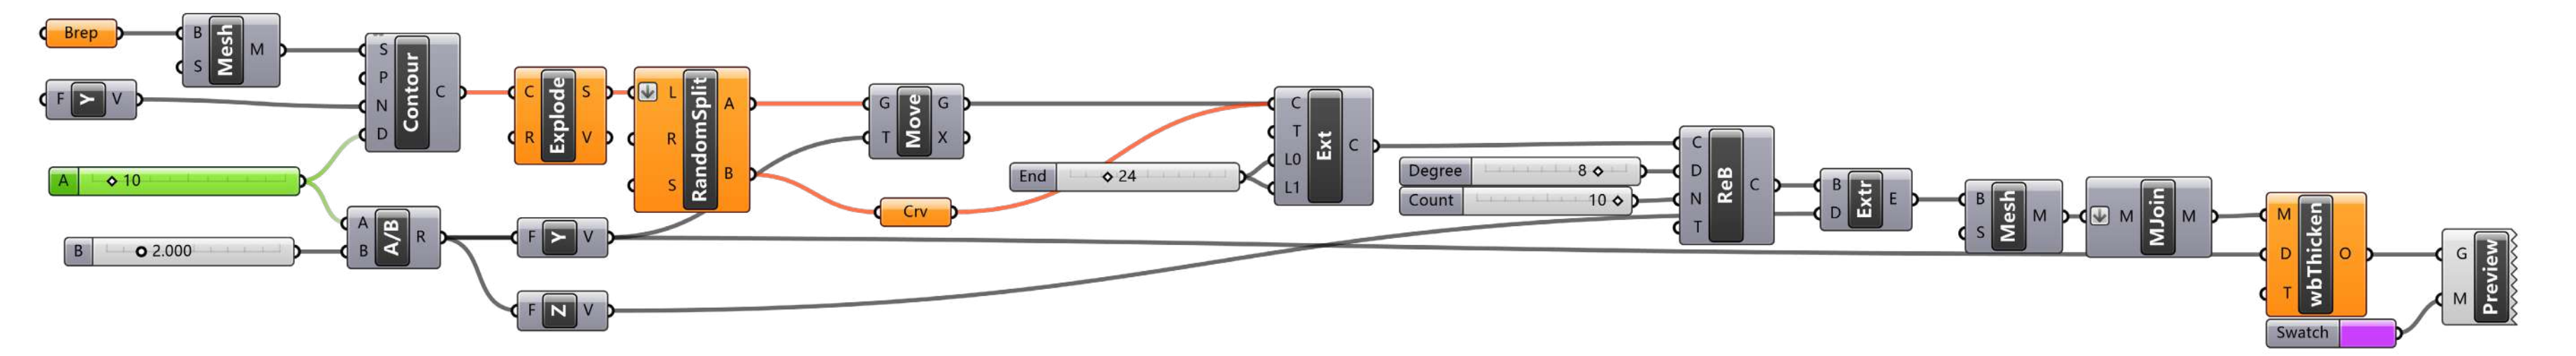 Brep
B
S
Mesh
M
F
Y
V
A
10
B
2.000
S
P
N
D
Contour
C
A
B
A/B
R
C
R
Explode
S
V
F
Y
V
F
Z
V
L
R
S
RandomSplit
A
B
G
T
Move
G
X
Crv
End
24
C
T
L0
L1
Ext
C
Degree
8
Count
10
C
D
N
T
ReB
C
B
D
Extr
E
B
S
Mesh
M
M
MJoin
M
M
D
T
wbThicken
O
Swatch
G
M
Preview